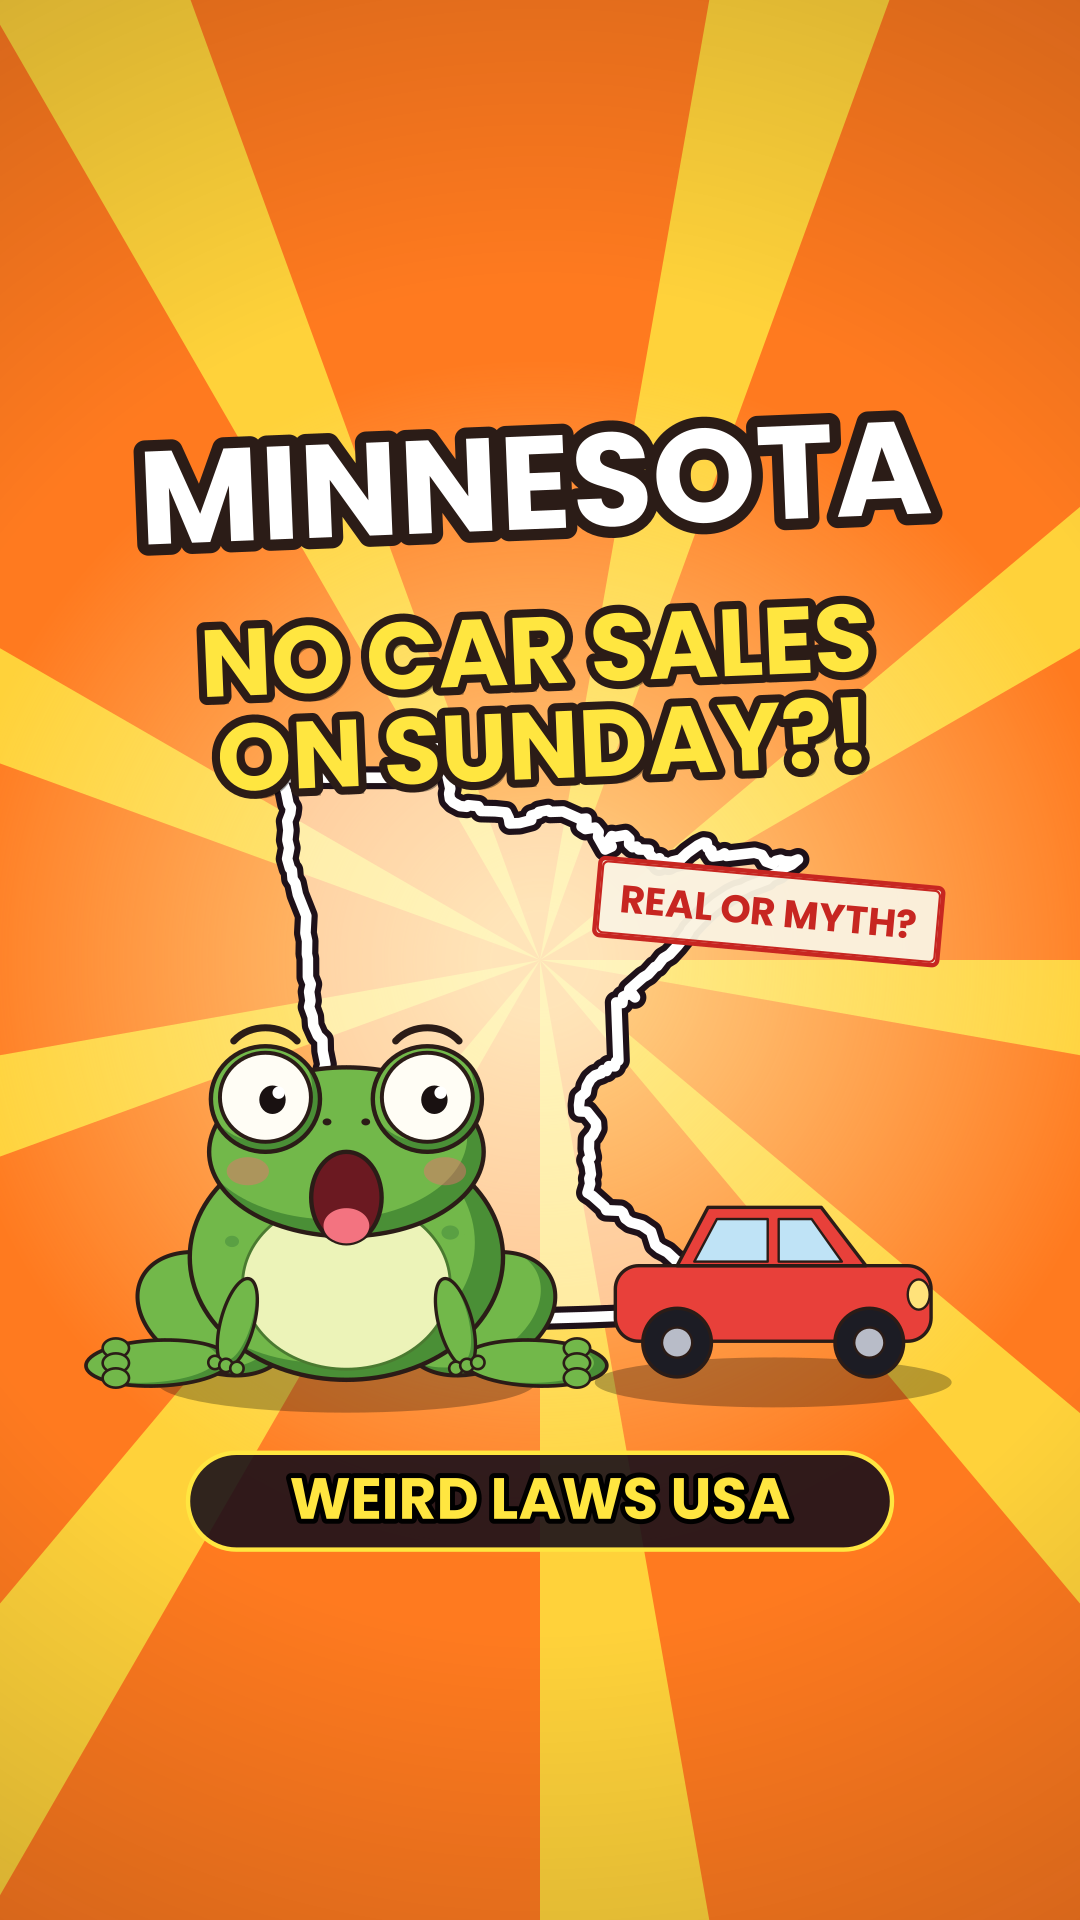 MINNESOTA
NO CAR SALES
ON SUNDAY?!
REAL OR MYTH?
WEIRD LAWS USA